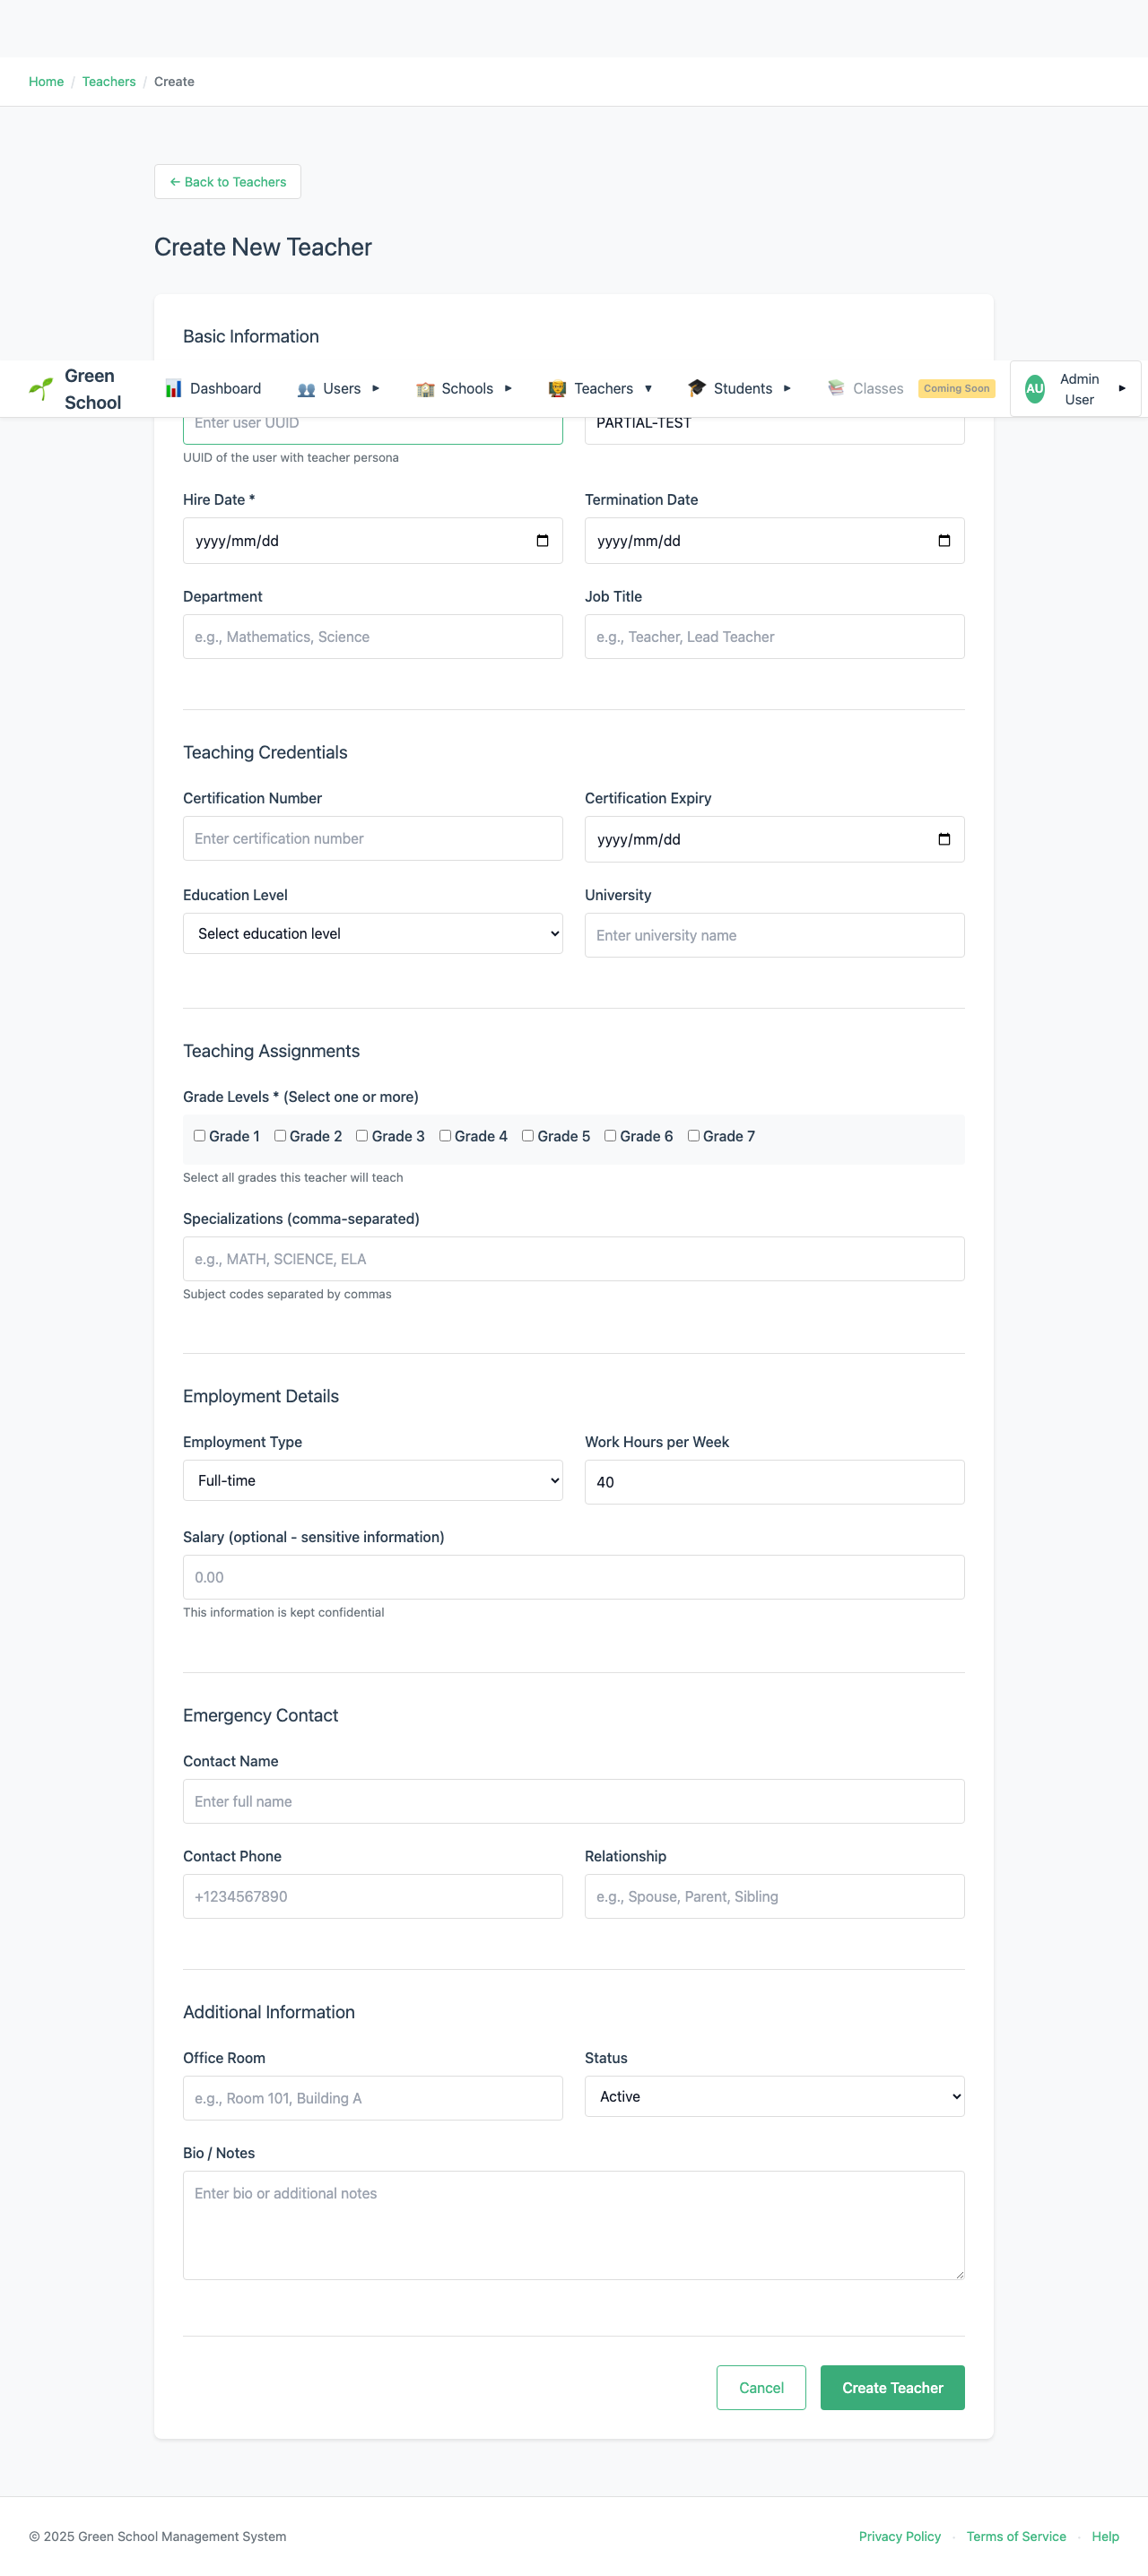 Home / Teachers / Create
← Back to Teachers
Create New Teacher
Basic Information
Green School
Dashboard
Users ▸
Schools ▸
Teachers ▾
Students ▸
Classes Coming Soon
AU Admin User ▸
Enter user UUID
PARTIAL-TEST
UUID of the user with teacher persona
Hire Date *
Termination Date
yyyy/mm/dd
yyyy/mm/dd
Department
Job Title
e.g., Mathematics, Science
e.g., Teacher, Lead Teacher
Teaching Credentials
Certification Number
Certification Expiry
Enter certification number
yyyy/mm/dd
Education Level
University
Select education level
Enter university name
Teaching Assignments
Grade Levels * (Select one or more)
Grade 1 Grade 2 Grade 3 Grade 4 Grade 5 Grade 6 Grade 7
Select all grades this teacher will teach
Specializations (comma-separated)
e.g., MATH, SCIENCE, ELA
Subject codes separated by commas
Employment Details
Employment Type
Work Hours per Week
Full-time
40
Salary (optional - sensitive information)
0.00
This information is kept confidential
Emergency Contact
Contact Name
Enter full name
Contact Phone
Relationship
+1234567890
e.g., Spouse, Parent, Sibling
Additional Information
Office Room
Status
e.g., Room 101, Building A
Active
Bio / Notes
Enter bio or additional notes
Cancel
Create Teacher
© 2025 Green School Management System
Privacy Policy · Terms of Service · Help